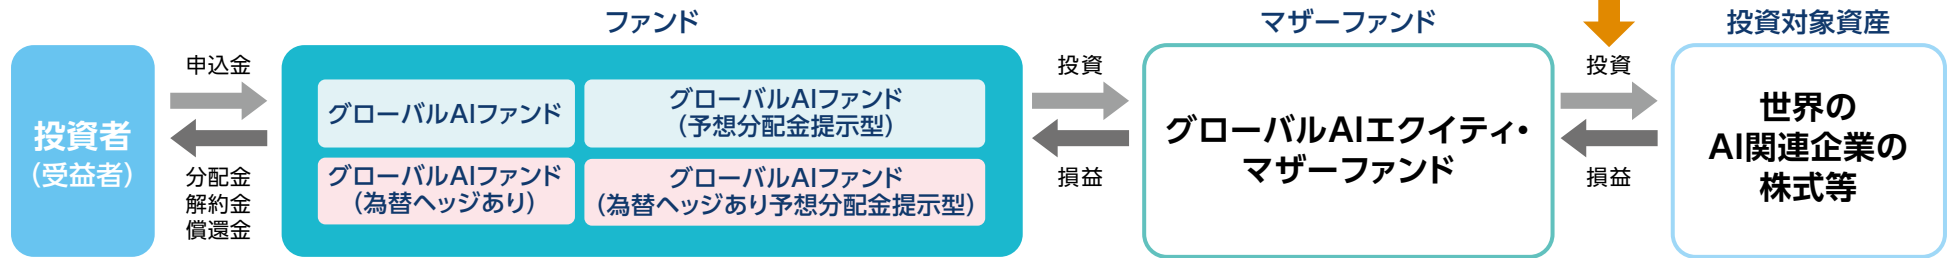 ファンド
マザーファンド
投資対象資産
投資者
(受益者)
申込金
分配金
解約金
償還金
グローバルAIファンド
グローバルAIファンド
(予想分配金提示型)
グローバルAIファンド
(為替ヘッジあり)
グローバルAIファンド
(為替ヘッジあり予想分配金提示型)
投資
損益
グローバルAIエクイティ・
マザーファンド
投資
損益
世界の
AI関連企業の
株式等